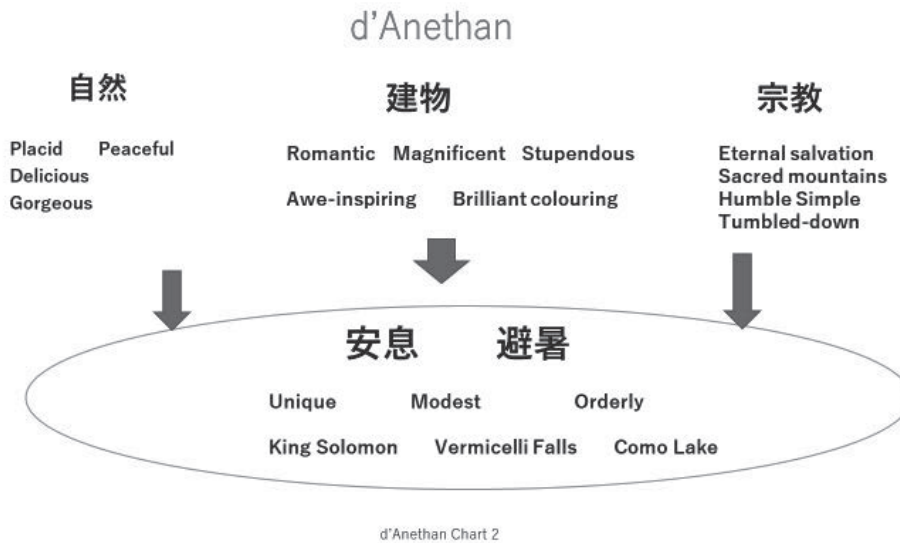 d’Anethan
自然
建物
宗教
Placid Peaceful
Delicious
Gorgeous
Romantic Magnificent Stupendous
Awe-inspiring Brilliant colouring
Eternal salvation
Sacred mountains
Humble Simple
Tumbled-down
安息 避暑
Unique Modest Orderly
King Solomon Vermicelli Falls Como Lake
d’Anethan Chart 2